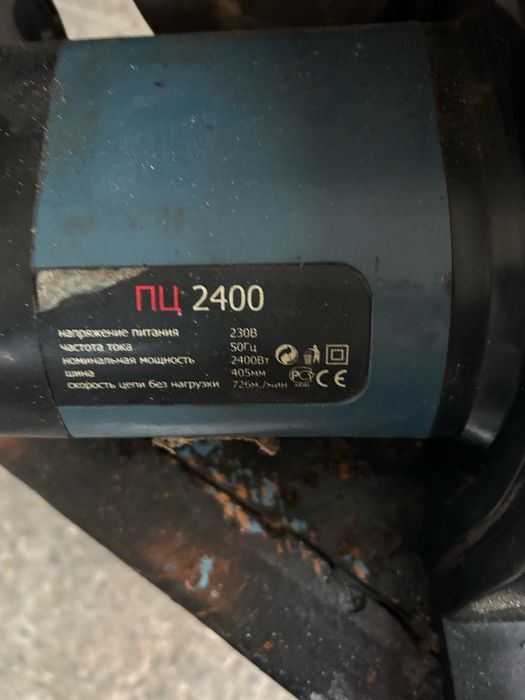 ПЦ 2400
напряжение питания 230В
частота тока 50Гц
номинальная мощность 2400Вт
шина 405мм
скорость цепи без нагрузки 726м./мин
CE